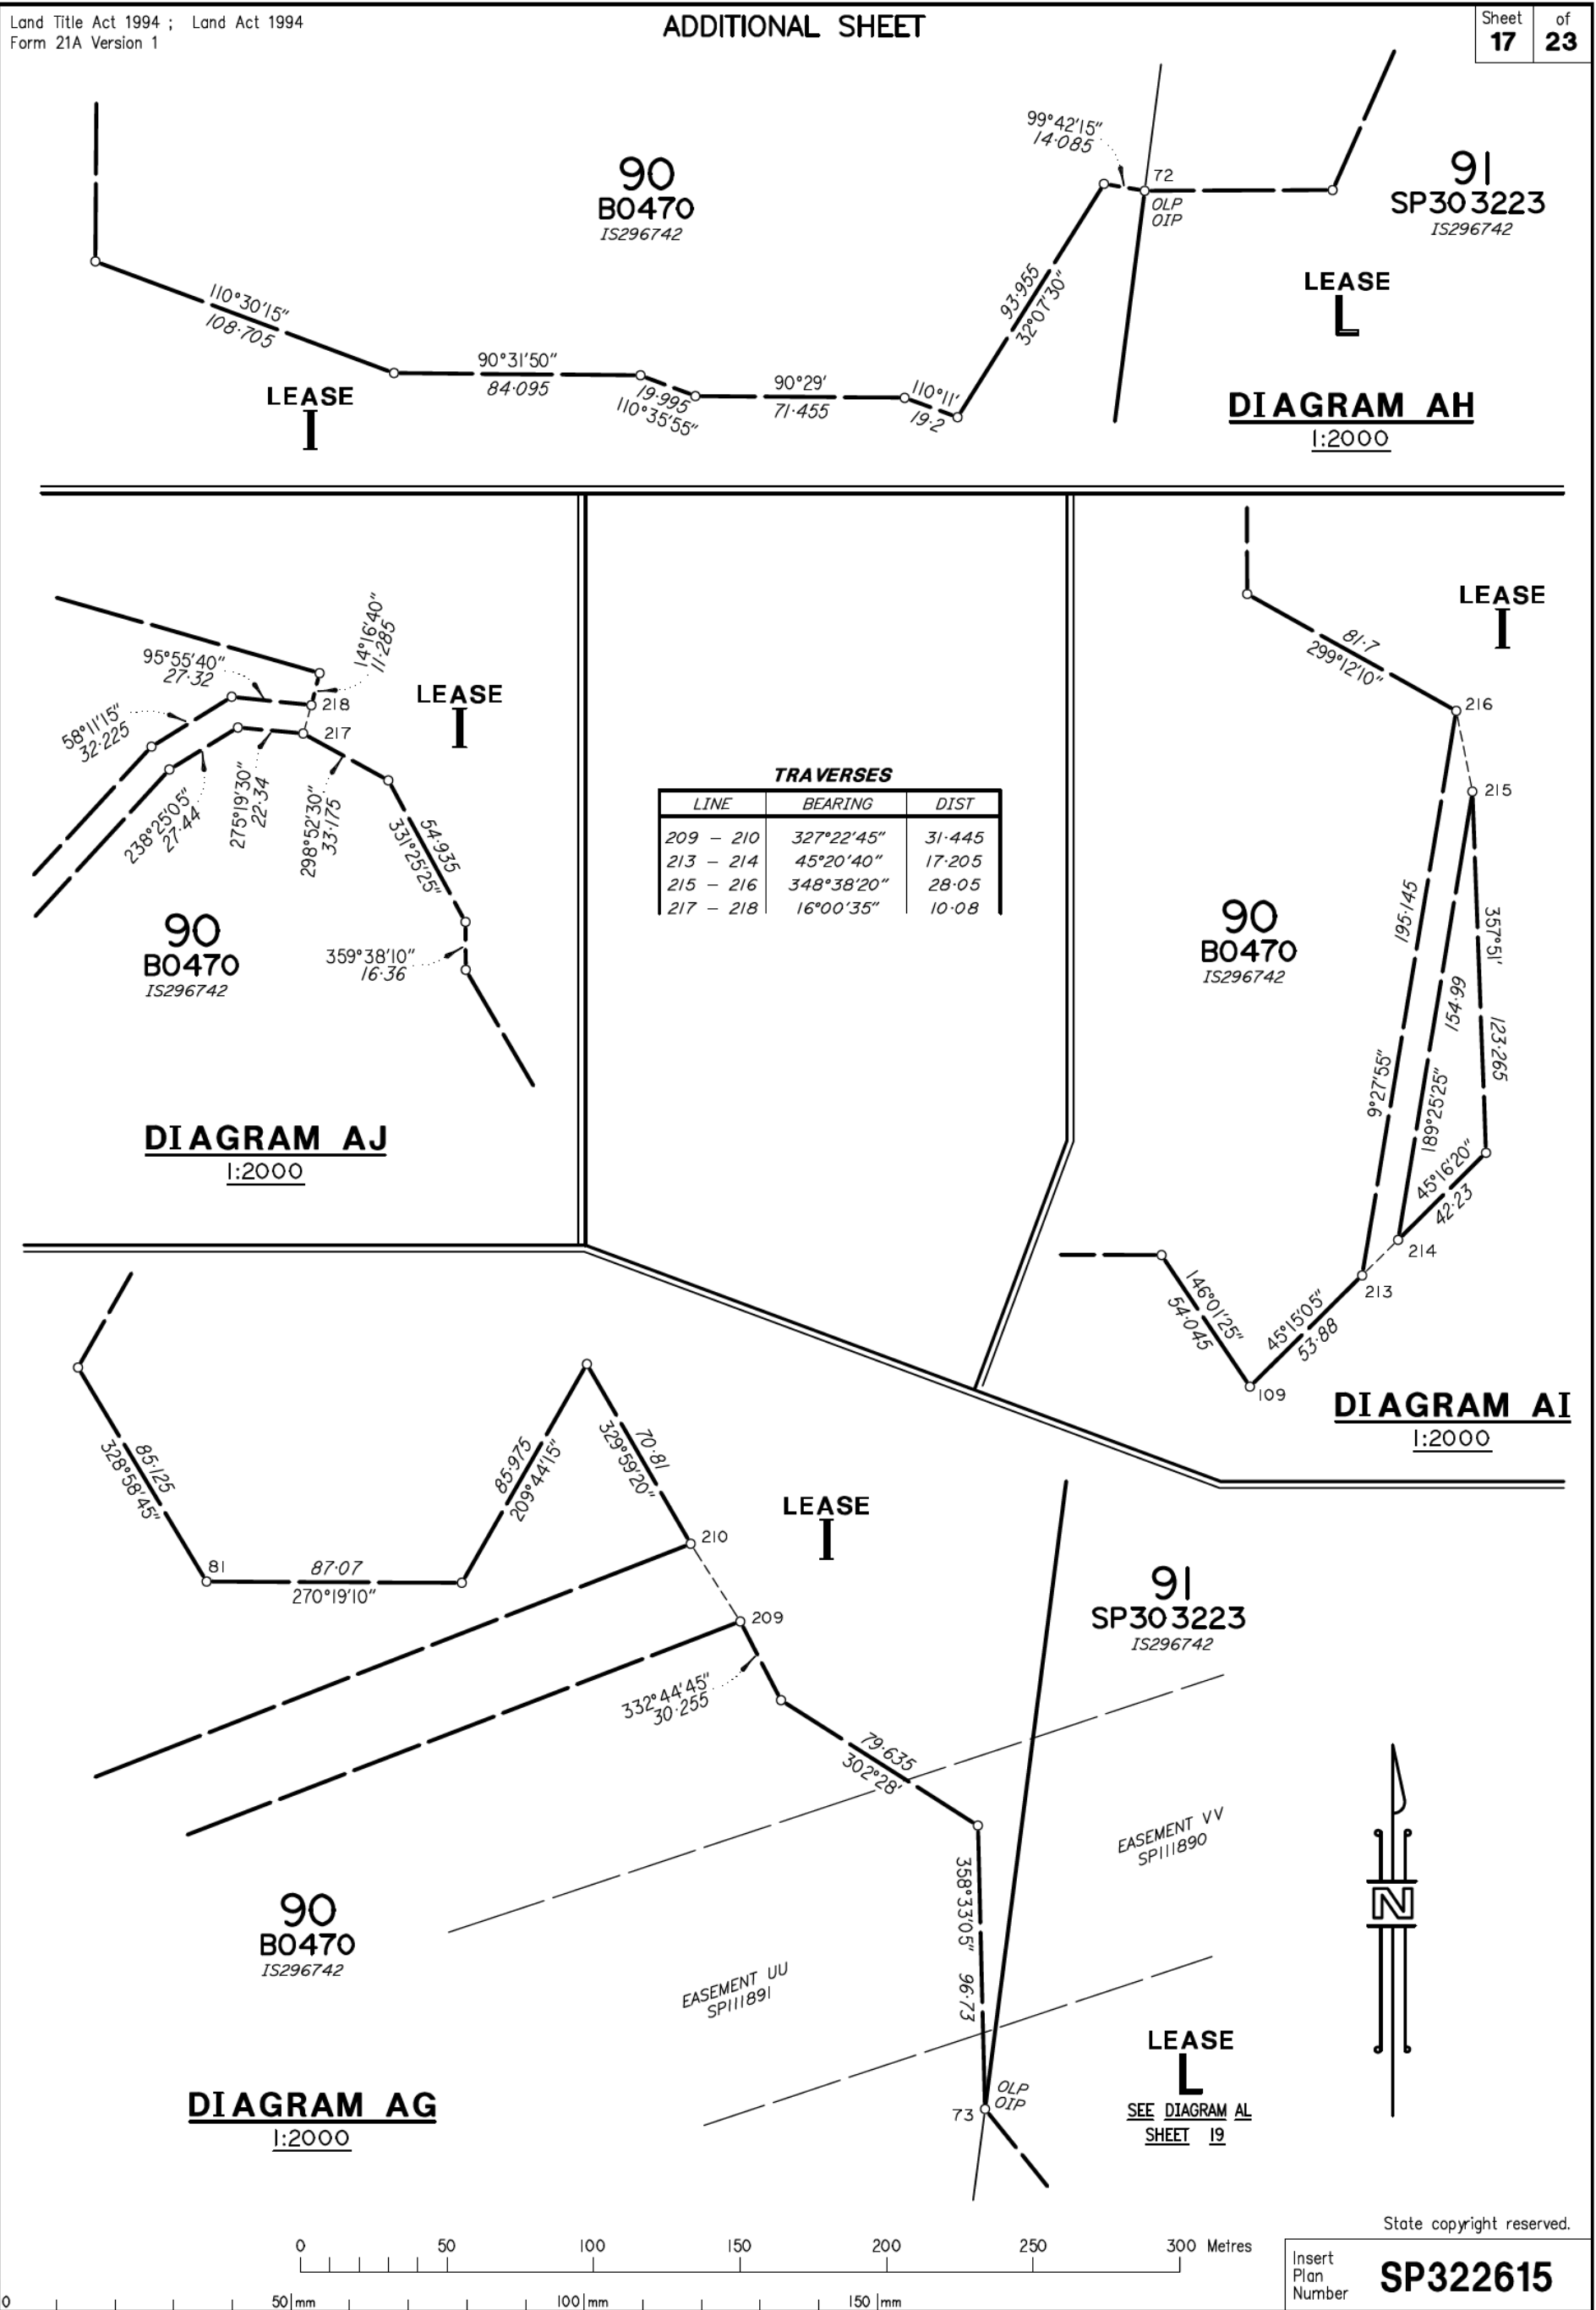 Land Title Act 1994 ; Land Act 1994
Form 21A Version 1
ADDITIONAL SHEET
Sheet of
17 23
90
B0470
IS296742
99°42'15"
14·085
72
OLP
OIP
91
SP303223
IS296742
LEASE
L
93·955
32°07'30"
110°30'15"
108·705
90°31'50"
84·095
19·995
110°35'55"
90°29'
71·455
110°11'
19·2
LEASE
I
DIAGRAM AH
1:2000
14°16'40"
11·285
95°55'40"
27·32
218
217
58°11'15"
32·225
LEASE
I
238°25'05"
27·44
275°19'30"
22·34
298°52'30"
33·175
54·935
331°25'25"
359°38'10"
16·36
90
B0470
IS296742
DIAGRAM AJ
1:2000
TRAVERSES
LINE BEARING DIST
209 – 210 327°22'45" 31·445
213 – 214 45°20'40" 17·205
215 – 216 348°38'20" 28·05
217 – 218 16°00'35" 10·08
LEASE
I
81·7
299°12'10"
216
215
195·145
9°27'55"
154·99
189°25'25"
357°51'
123·265
90
B0470
IS296742
45°16'20"
42·23
214
213
146°01'25"
54·045
45°15'05"
53·88
109
DIAGRAM AI
1:2000
85·125
328°58'45"
81
87·07
270°19'10"
85·975
209°44'15"
70·81
329°59'20"
210
209
LEASE
I
332°44'45"
30·255
79·635
302°28'
91
SP303223
IS296742
EASEMENT VV
SP111890
358°33'05" 96·73
90
B0470
IS296742
EASEMENT UU
SP111891
N
LEASE
L
SEE DIAGRAM AL
SHEET 19
OLP
OIP
73
DIAGRAM AG
1:2000
State copyright reserved.
0 50 100 150 200 250 300 Metres
0 50 mm 100 mm 150 mm
Insert
Plan
Number
SP322615